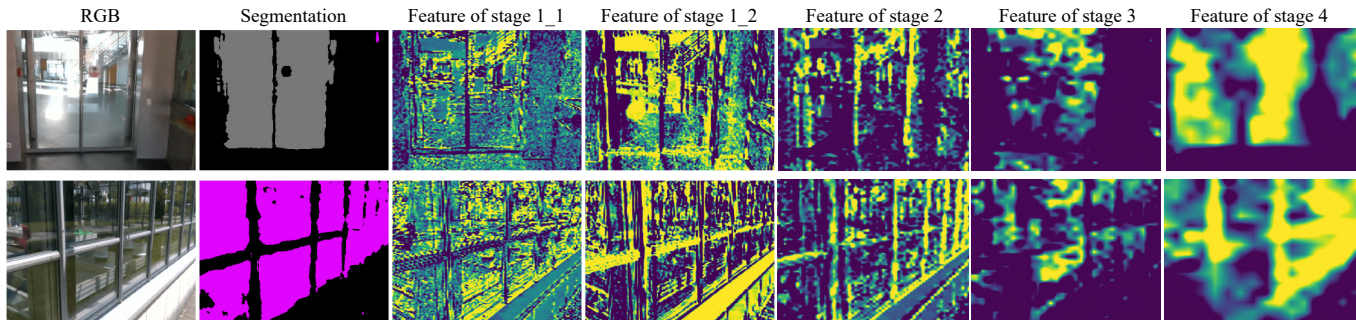 RGB
Segmentation
Feature of stage 1_1
Feature of stage 1_2
Feature of stage 2
Feature of stage 3
Feature of stage 4